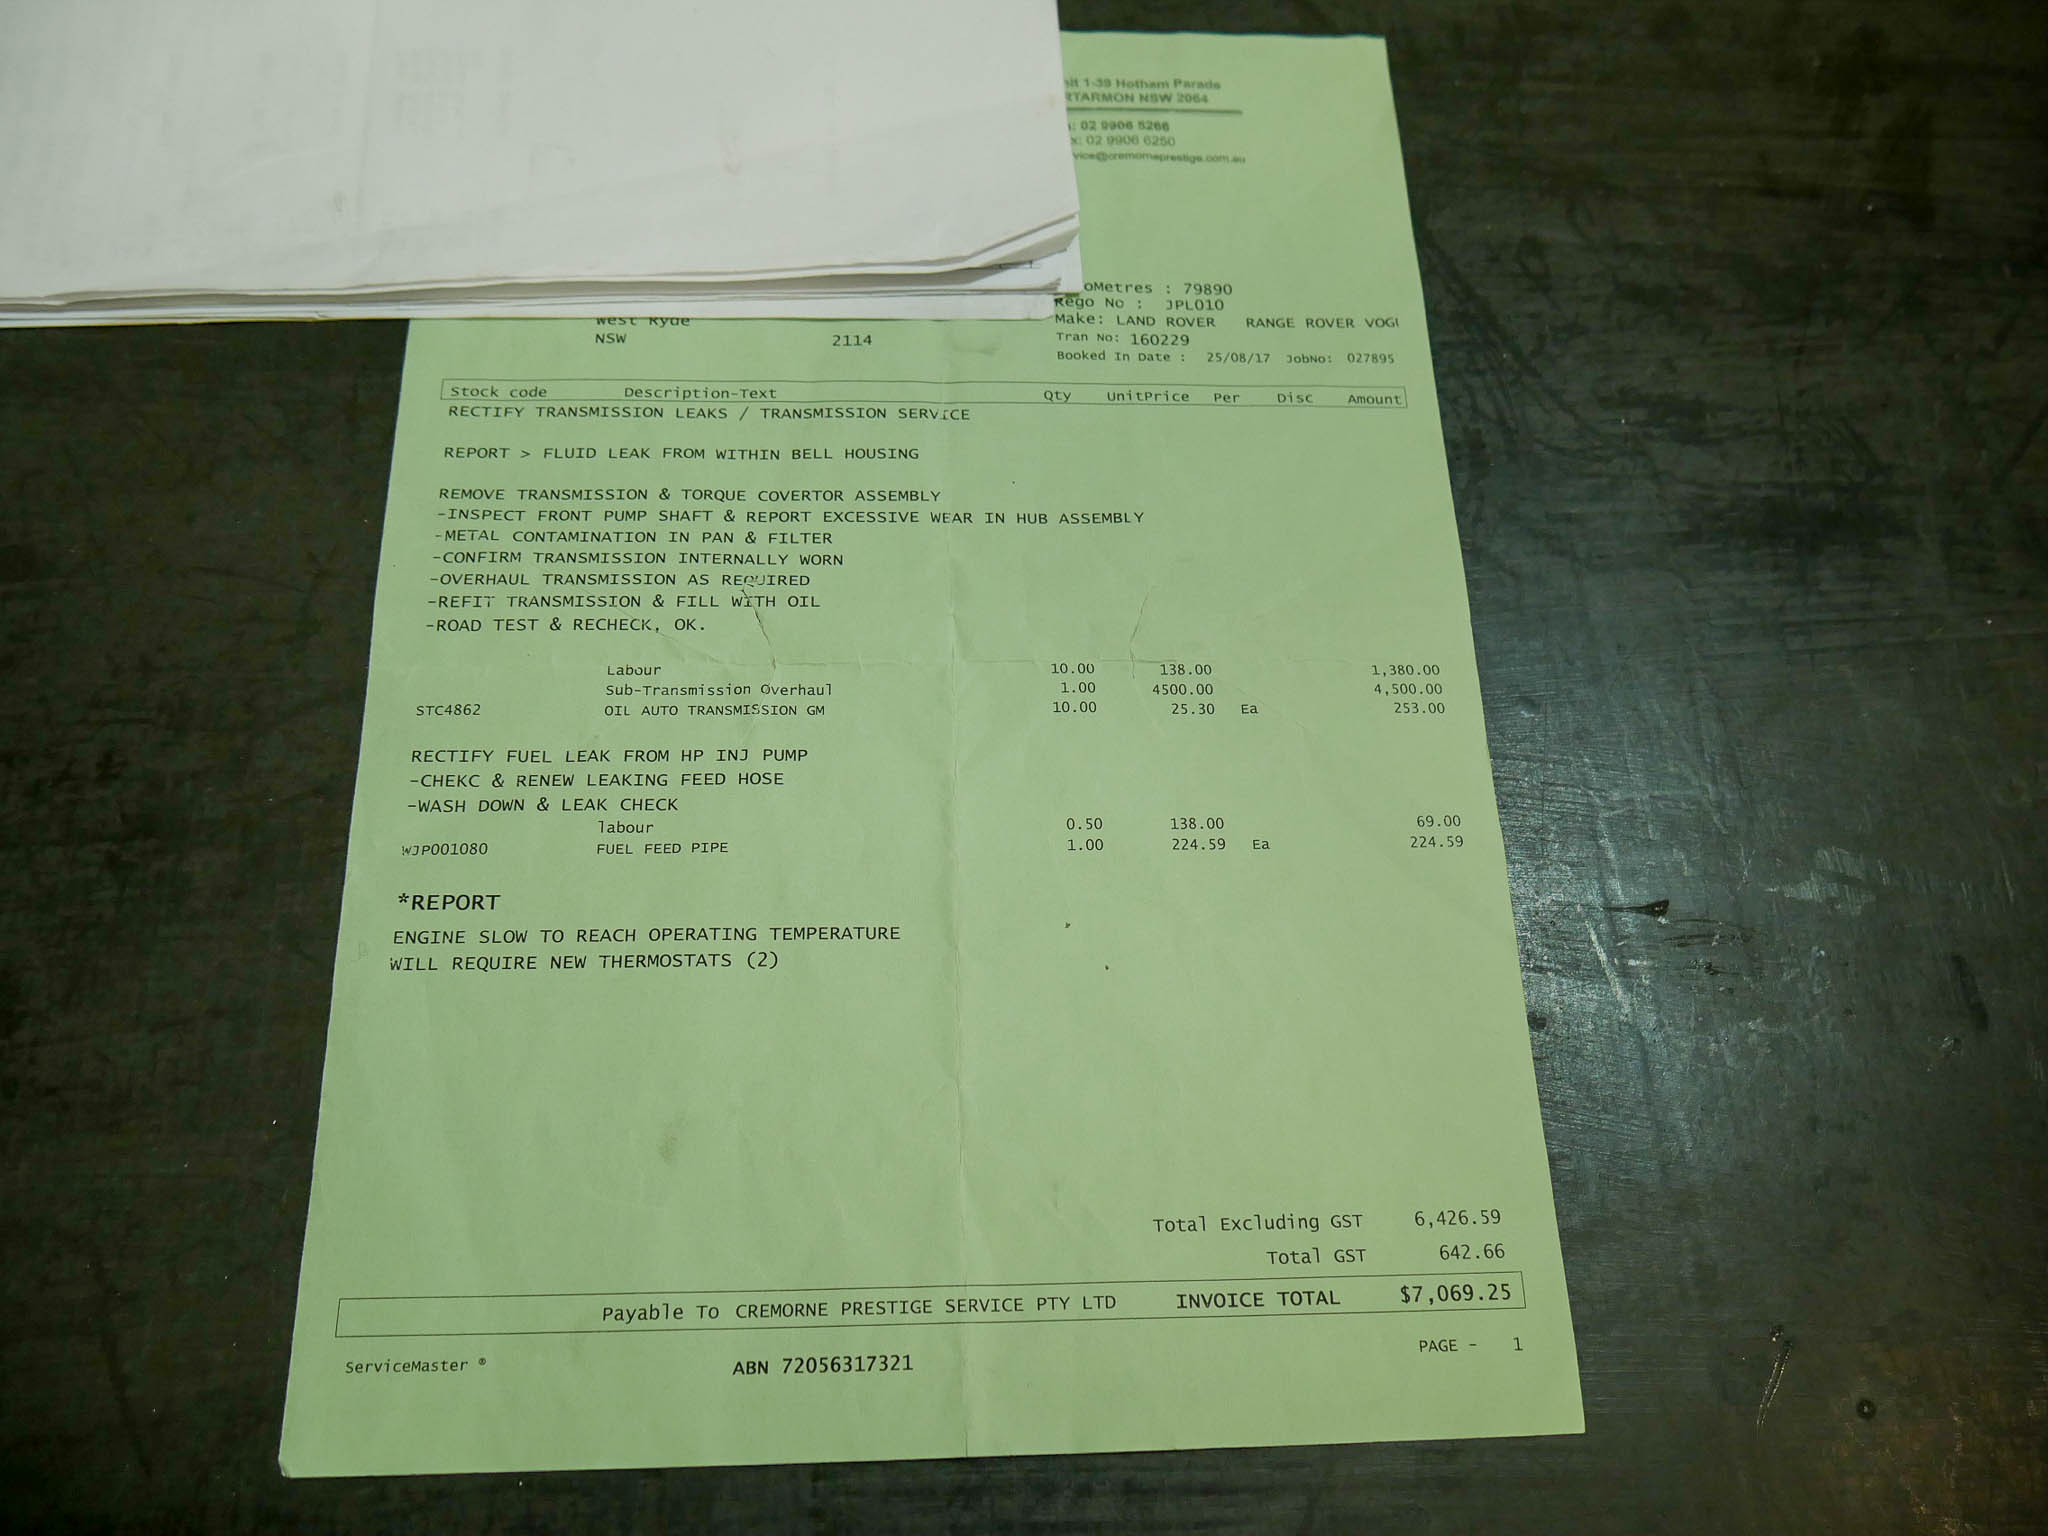 1-39 Hotham Parade
NSW 2064
02 9906 5266
02 9906 6250
79890
Rego No : JPL010
West Ryde
Make: LAND ROVER RANGE ROVER VOGU
NSW 2114
Tran No: 160229
Booked In Date : 25/08/17 JobNo: 027895
Stock code Description-Text Qty UnitPrice Per Disc Amount
RECTIFY TRANSMISSION LEAKS / TRANSMISSION SERVICE
REPORT > FLUID LEAK FROM WITHIN BELL HOUSING
REMOVE TRANSMISSION & TORQUE COVERTOR ASSEMBLY
-INSPECT FRONT PUMP SHAFT & REPORT EXCESSIVE WEAR IN HUB ASSEMBLY
-METAL CONTAMINATION IN PAN & FILTER
-CONFIRM TRANSMISSION INTERNALLY WORN
-OVERHAUL TRANSMISSION AS REQUIRED
-REFIT TRANSMISSION & FILL WITH OIL
-ROAD TEST & RECHECK, OK.
Labour 10.00 138.00 1,380.00
Sub-Transmission Overhaul 1.00 4500.00 4,500.00
STC4862 OIL AUTO TRANSMISSION GM 10.00 25.30 Ea 253.00
RECTIFY FUEL LEAK FROM HP INJ PUMP
-CHEKC & RENEW LEAKING FEED HOSE
-WASH DOWN & LEAK CHECK
labour 0.50 138.00 69.00
WJP001080 FUEL FEED PIPE 1.00 224.59 Ea 224.59
*REPORT
ENGINE SLOW TO REACH OPERATING TEMPERATURE
WILL REQUIRE NEW THERMOSTATS (2)
Total Excluding GST 6,426.59
Total GST 642.66
Payable To CREMORNE PRESTIGE SERVICE PTY LTD INVOICE TOTAL $7,069.25
PAGE - 1
ServiceMaster ® ABN 72056317321